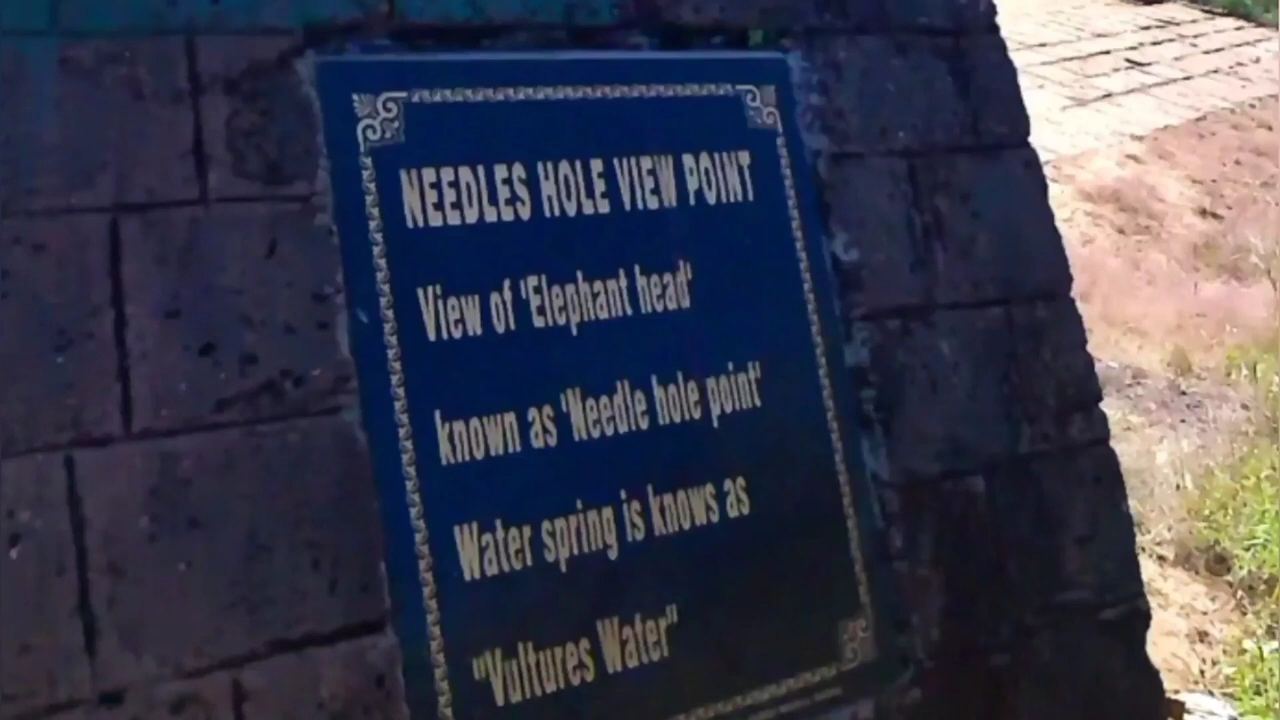 NEEDLES HOLE VIEW POINT
View of 'Elephant head'
known as 'Needle hole point'
Water spring is knows as
"Vultures Water"